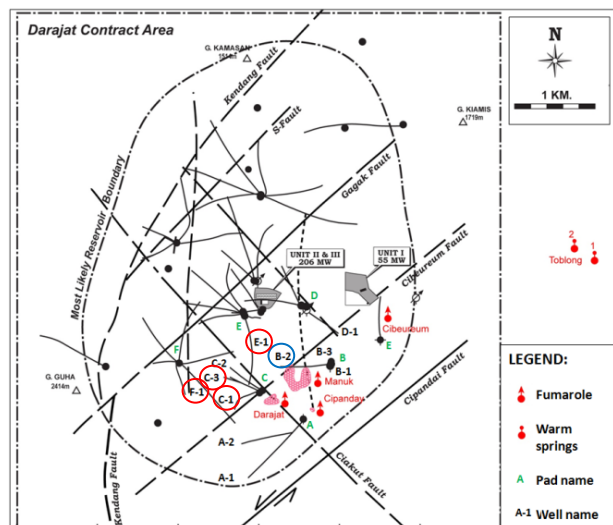 Darajat Contract Area
G. KAMASAN
Kendang Fault
S-Fault
N
1 KM.
G. KIAMIS
1719m
Gagak Fault
Most Likely Reservoir Boundary
UNIT II & III
206 MW
UNIT I
55 MW
Cibeureum Fault
2
1
Toblong
D
E
D-1
Cibeureum
E-1
B-2
B-3
B
E
F
C-2
B-1
C-3
C
Manuk
G. GUHA
2414m
F-1
C-1
Cipanday
Darajat
A
Cipandai Fault
A-2
A-1
Ciakut Fault
Kendang Fault
LEGEND:
Fumarole
Warm
springs
A Pad name
A-1 Well name